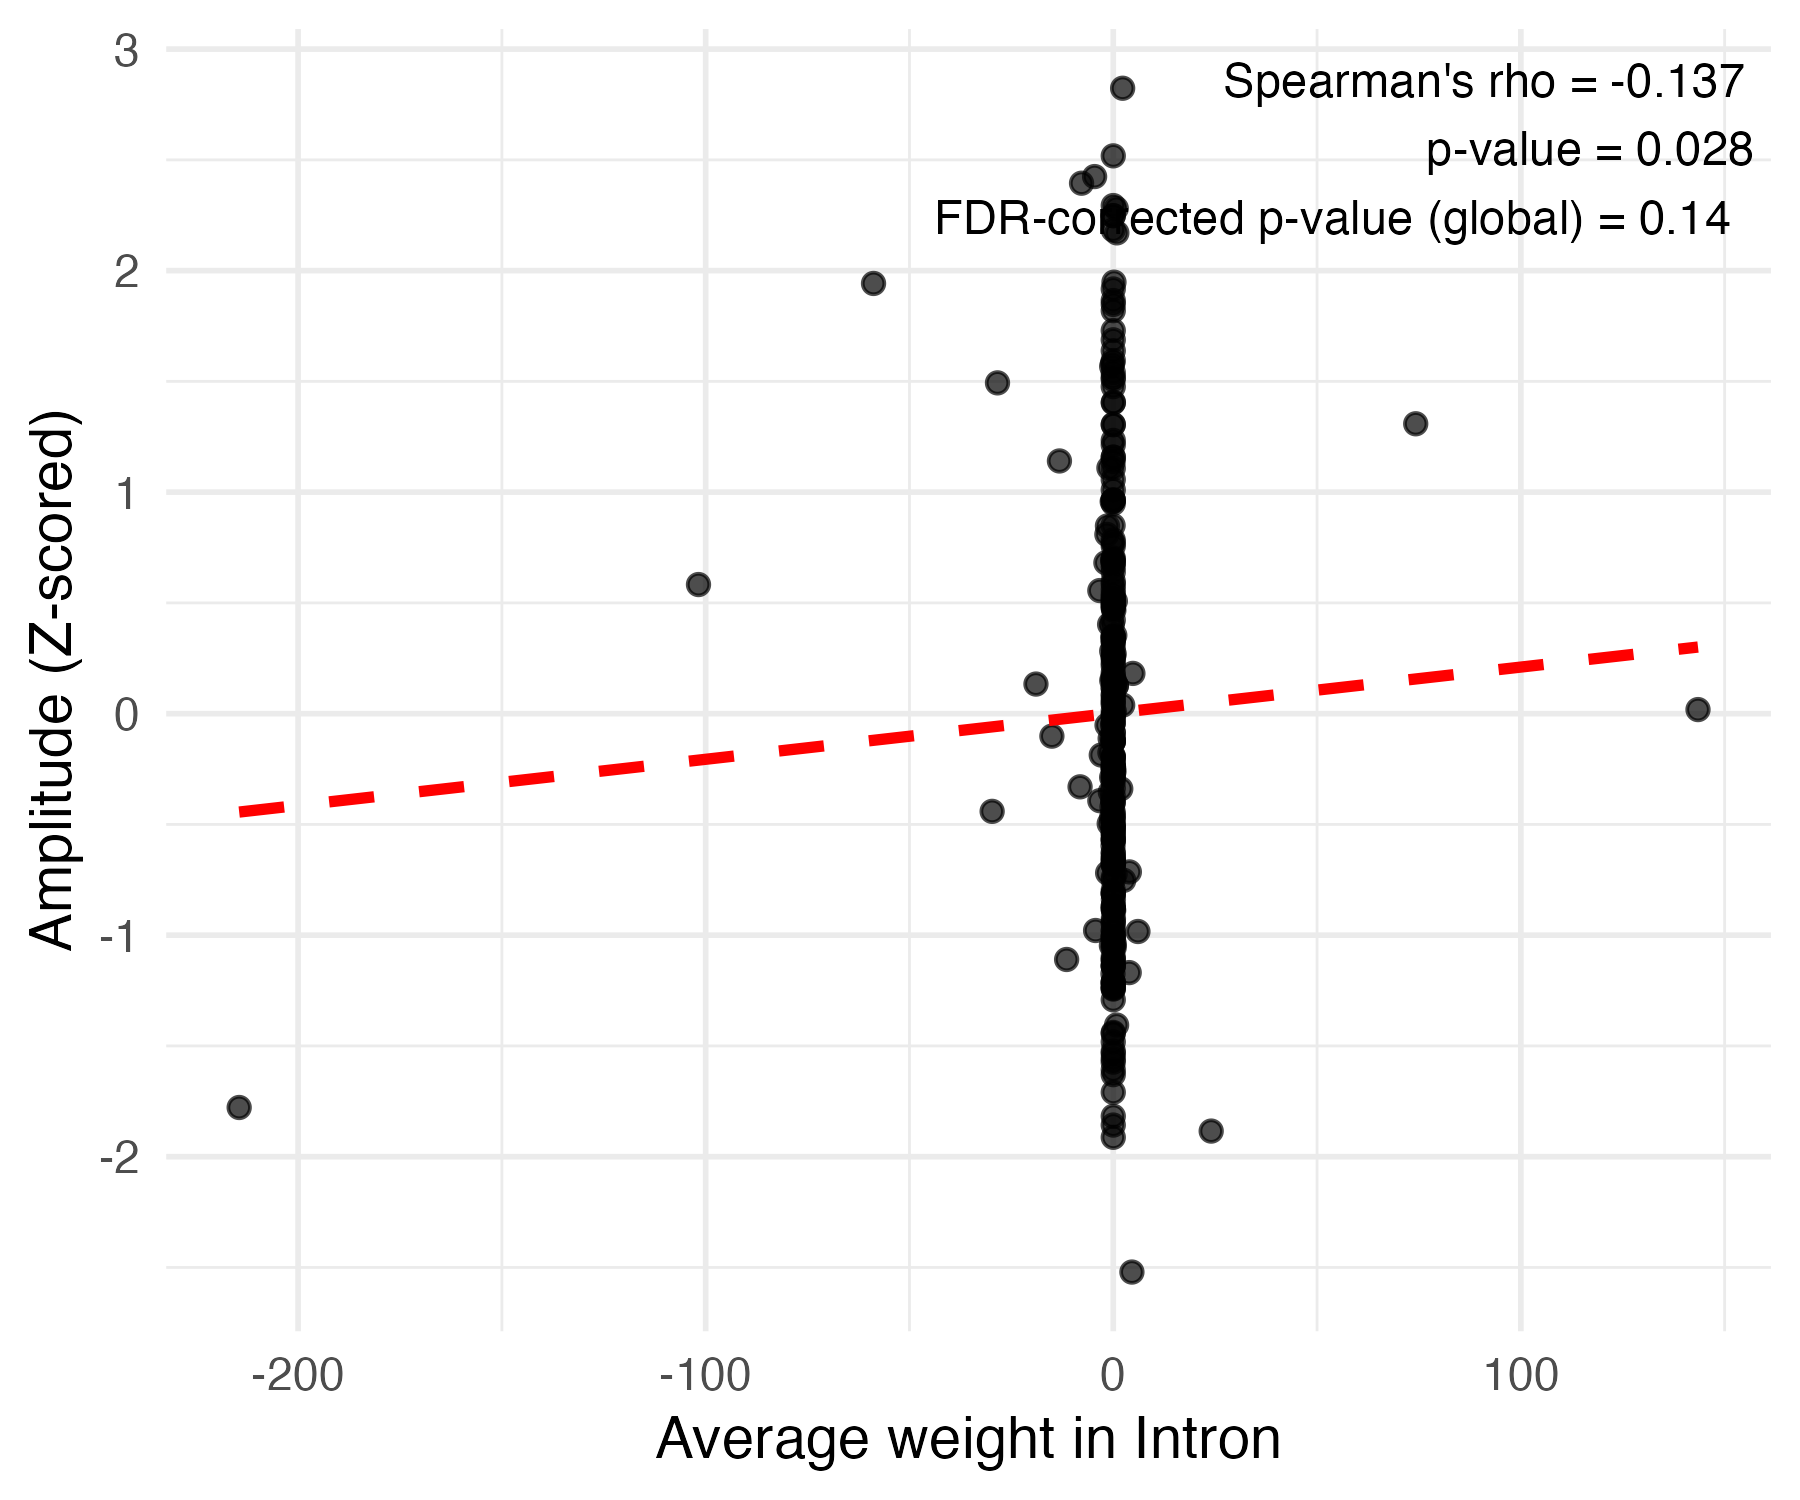 Spearman's rho = -0.137
p-value = 0.028
FDR-corrected p-value (global) = 0.14
3
2
1
0
-1
-2
Amplitude (Z-scored)
-200
-100
0
100
Average weight in Intron